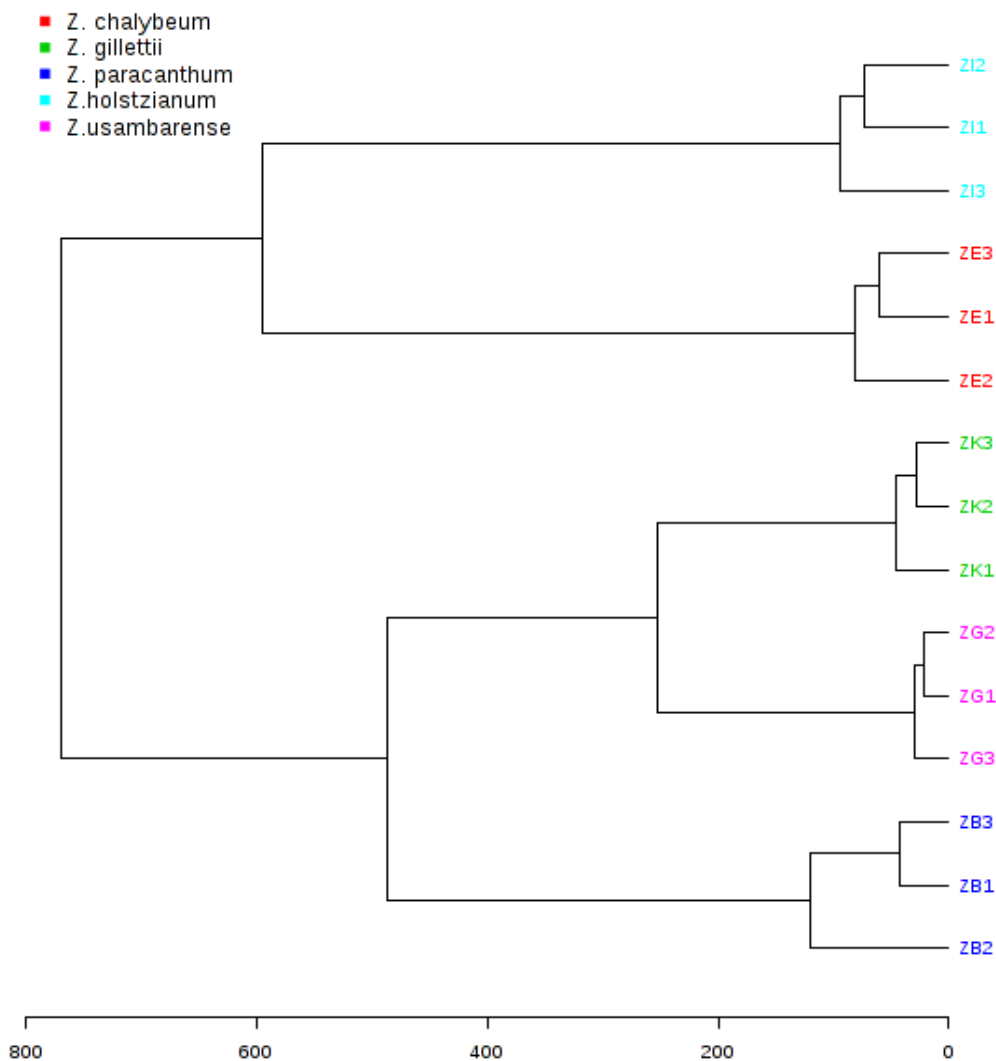 Z. chalybeum
Z. gillettii
Z. paracanthum
Z.holstzianum
Z.usambarense
ZI2
ZI1
ZI3
ZE3
ZE1
ZE2
ZK3
ZK2
ZK1
ZG2
ZG1
ZG3
ZB3
ZB1
ZB2
800 600 400 200 0